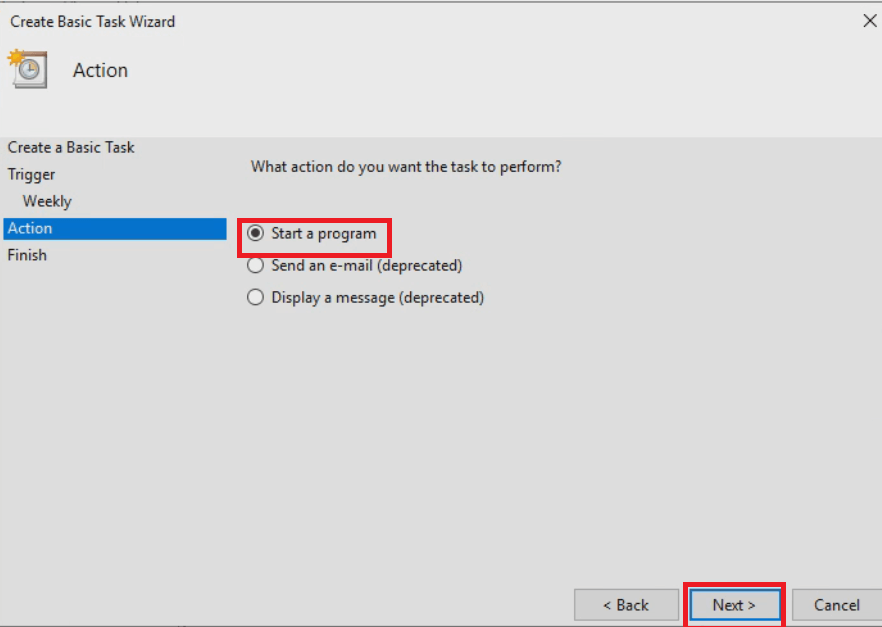 Create Basic Task Wizard
Action
Create a Basic Task
Trigger
Weekly
Action
Finish
What action do you want the task to perform?
Start a program
Send an e-mail (deprecated)
Display a message (deprecated)
< Back
Next >
Cancel